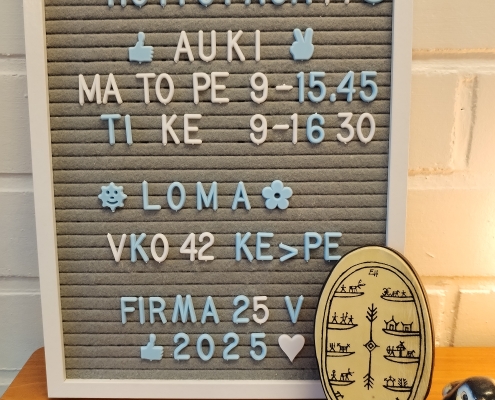 AUKI
MA TO PE 9-15.45
TI KE 9-16 30
LOMA
VKO 42 KE>PE
FIRMA 25 V
2025